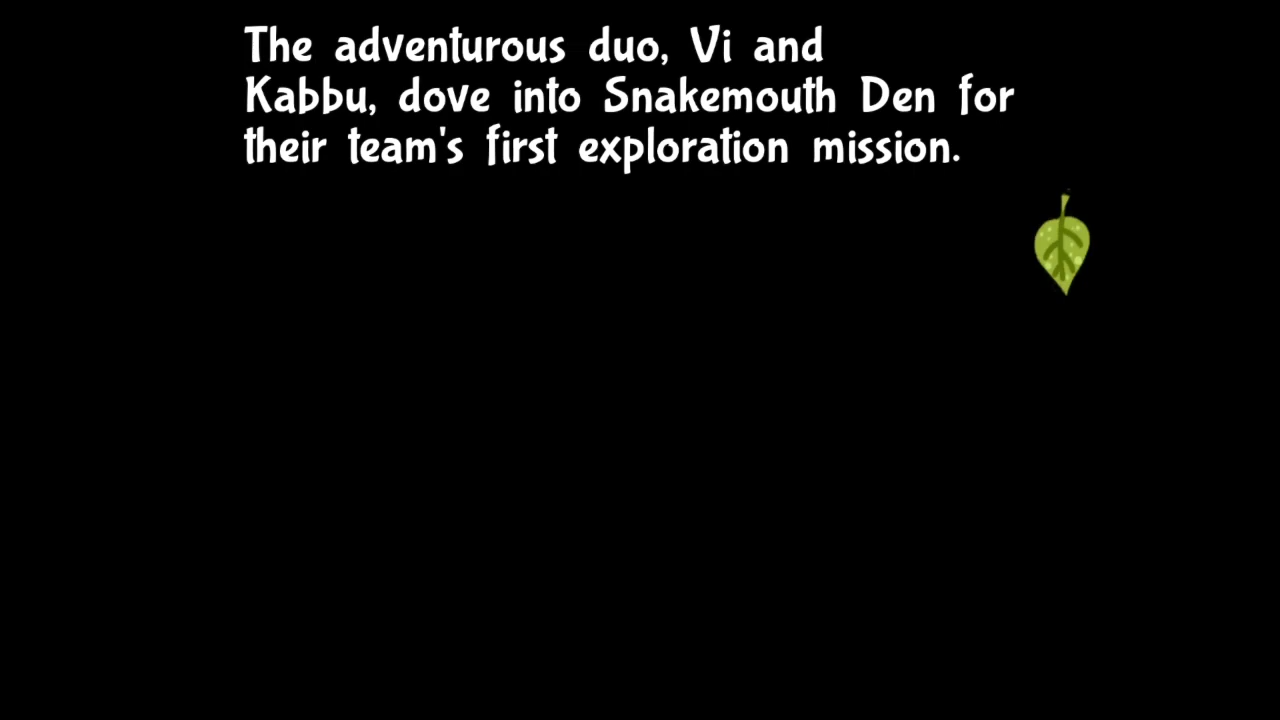 The adventurous duo, Vi and
Kabbu, dove into Snakemouth Den for
their team's first exploration mission.